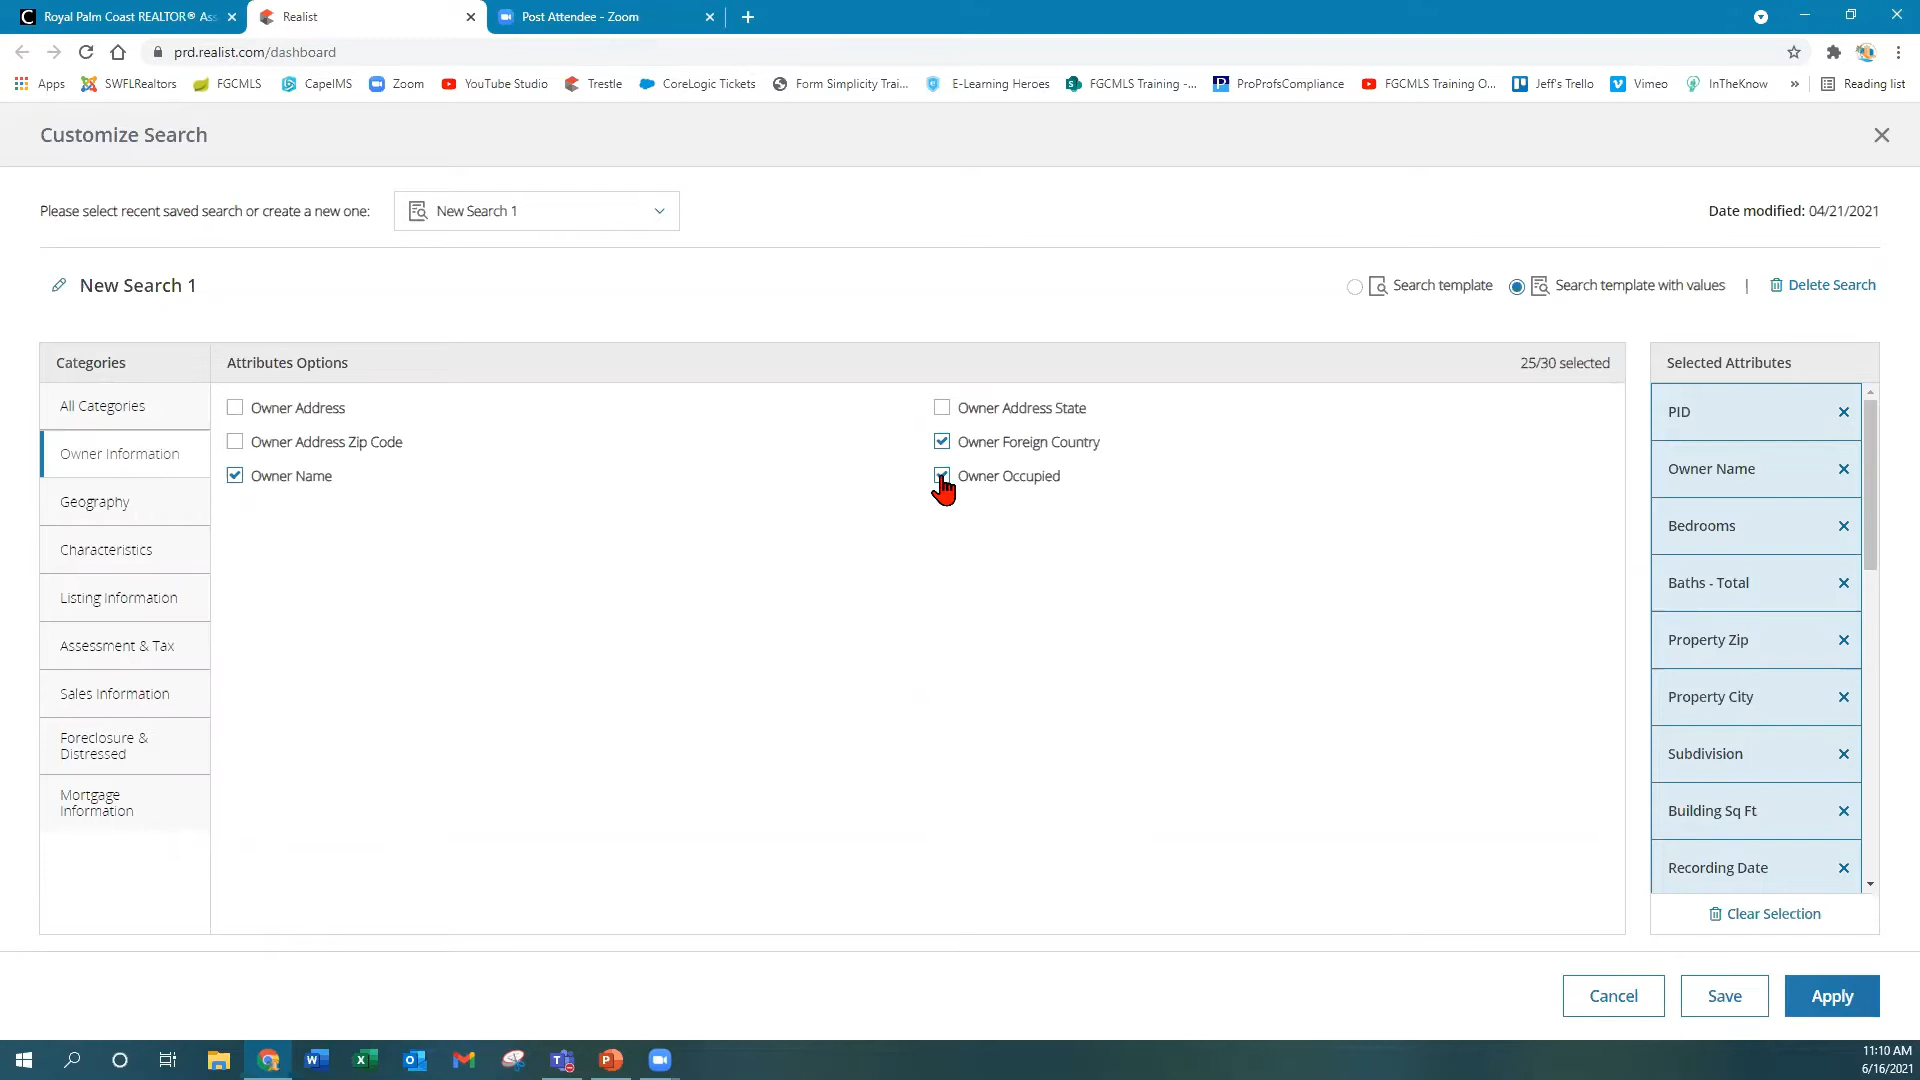 Royal Palm Coast REALTOR® Ass
Realist
Post Attendee - Zoom
prd.realist.com/dashboard
Apps
SWFLRealtors
FGCMLS
CapeIMS
Zoom
YouTube Studio
Trestle
CoreLogic Tickets
Form Simplicity Trai...
E-Learning Heroes
FGCMLS Training -...
ProProfsCompliance
FGCMLS Training O...
Jeff's Trello
Vimeo
InTheKnow
Reading list
Customize Search
Please select recent saved search or create a new one:
New Search 1
Date modified: 04/21/2021
New Search 1
Search template
Search template with values
|
Delete Search
Categories
Attributes Options
25/30 selected
Selected Attributes
All Categories
Owner Information
Geography
Characteristics
Listing Information
Assessment & Tax
Sales Information
Foreclosure &
Distressed
Mortgage
Information
Owner Address
Owner Address State
Owner Address Zip Code
Owner Foreign Country
Owner Name
Owner Occupied
PID
Owner Name
Bedrooms
Baths - Total
Property Zip
Property City
Subdivision
Building Sq Ft
Recording Date
Clear Selection
Cancel
Save
Apply
11:10 AM
6/16/2021